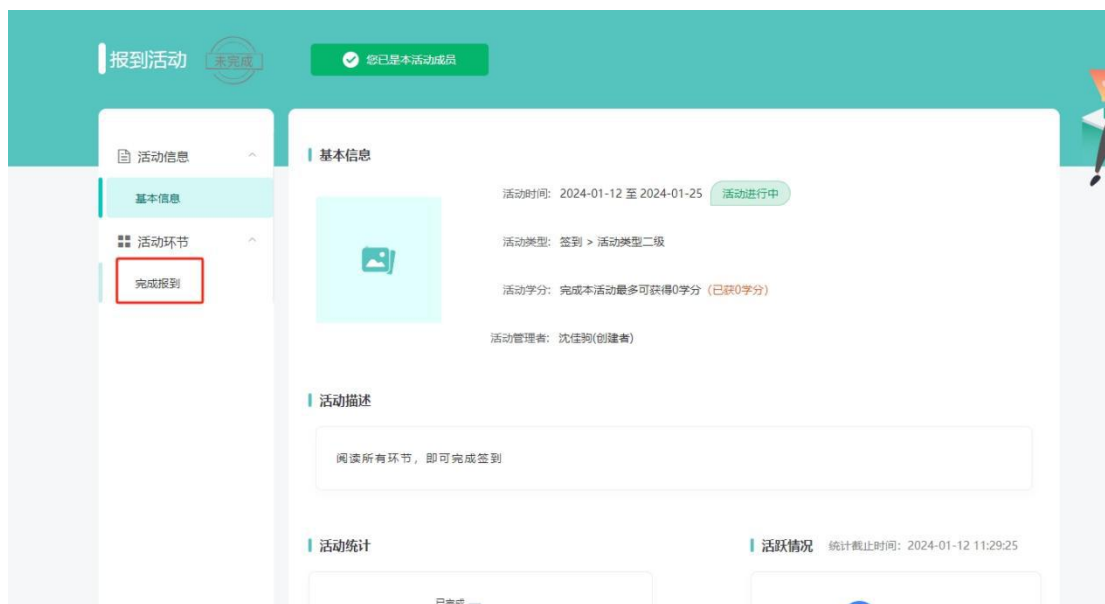 报到活动
未完成
您已是本活动成员
活动信息
基本信息
活动环节
完成报到
基本信息
活动时间: 2024-01-12 至 2024-01-25 活动进行中
活动类型: 签到 > 活动类型二级
活动学分: 完成本活动最多可获得0学分 (已获0学分)
活动管理者: 沈佳驹(创建者)
活动描述
阅读所有环节，即可完成签到
活动统计
活跃情况 统计截止时间: 2024-01-12 11:29:25
已完成